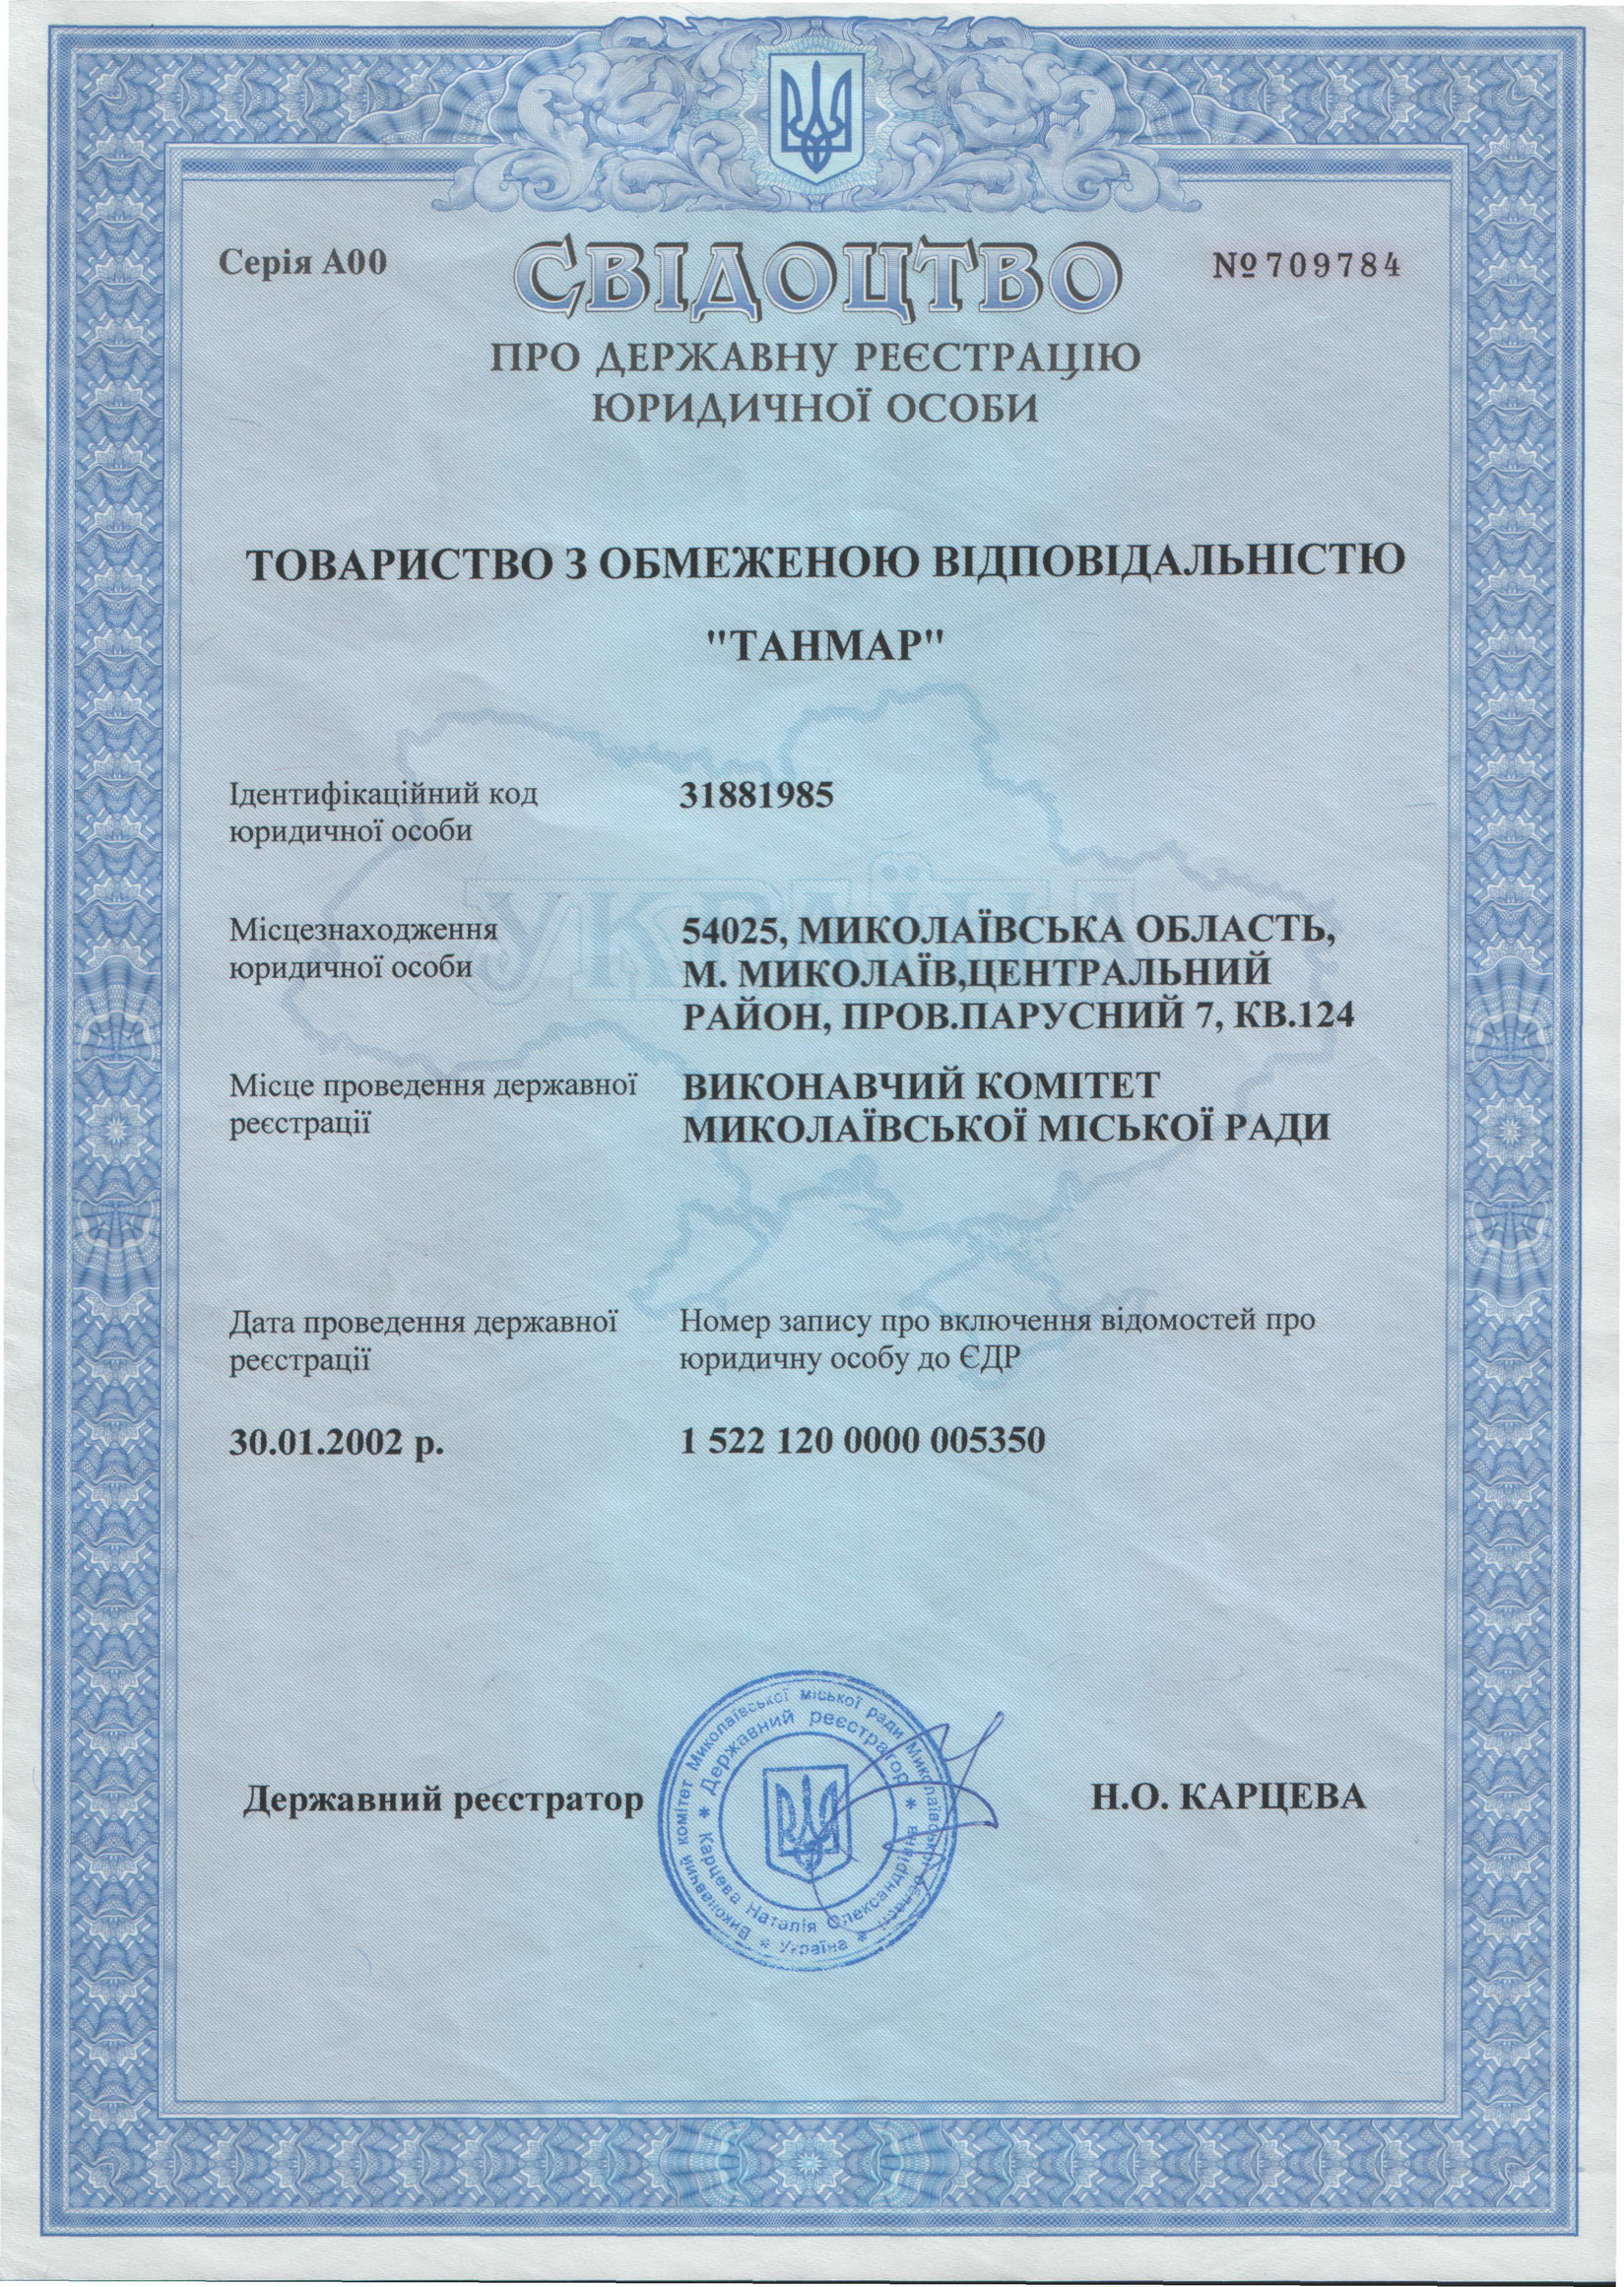 Серія А00
СВІДОЦТВО
№709784
ПРО ДЕРЖАВНУ РЕЄСТРАЦІЮ
ЮРИДИЧНОЇ ОСОБИ
ТОВАРИСТВО З ОБМЕЖЕНОЮ ВІДПОВІДАЛЬНІСТЮ
"ТАНМАР"
Ідентифікаційний код
юридичної особи
31881985
УКРАЇНА
Місцезнаходження
юридичної особи
54025, МИКОЛАЇВСЬКА ОБЛАСТЬ,
М. МИКОЛАЇВ,ЦЕНТРАЛЬНИЙ
РАЙОН, ПРОВ.ПАРУСНИЙ 7, КВ.124
Місце проведення державної
реєстрації
ВИКОНАВЧИЙ КОМІТЕТ
МИКОЛАЇВСЬКОЇ МІСЬКОЇ РАДИ
Дата проведення державної
реєстрації
Номер запису про включення відомостей про
юридичну особу до ЄДР
30.01.2002 р.
1 522 120 0000 005350
Державний реєстратор
Виконавчий комітет Миколаївської міської ради Миколаївської області * Україна *
* Державний реєстратор * Карцева Наталія Олександрівна
Н.О. КАРЦЕВА